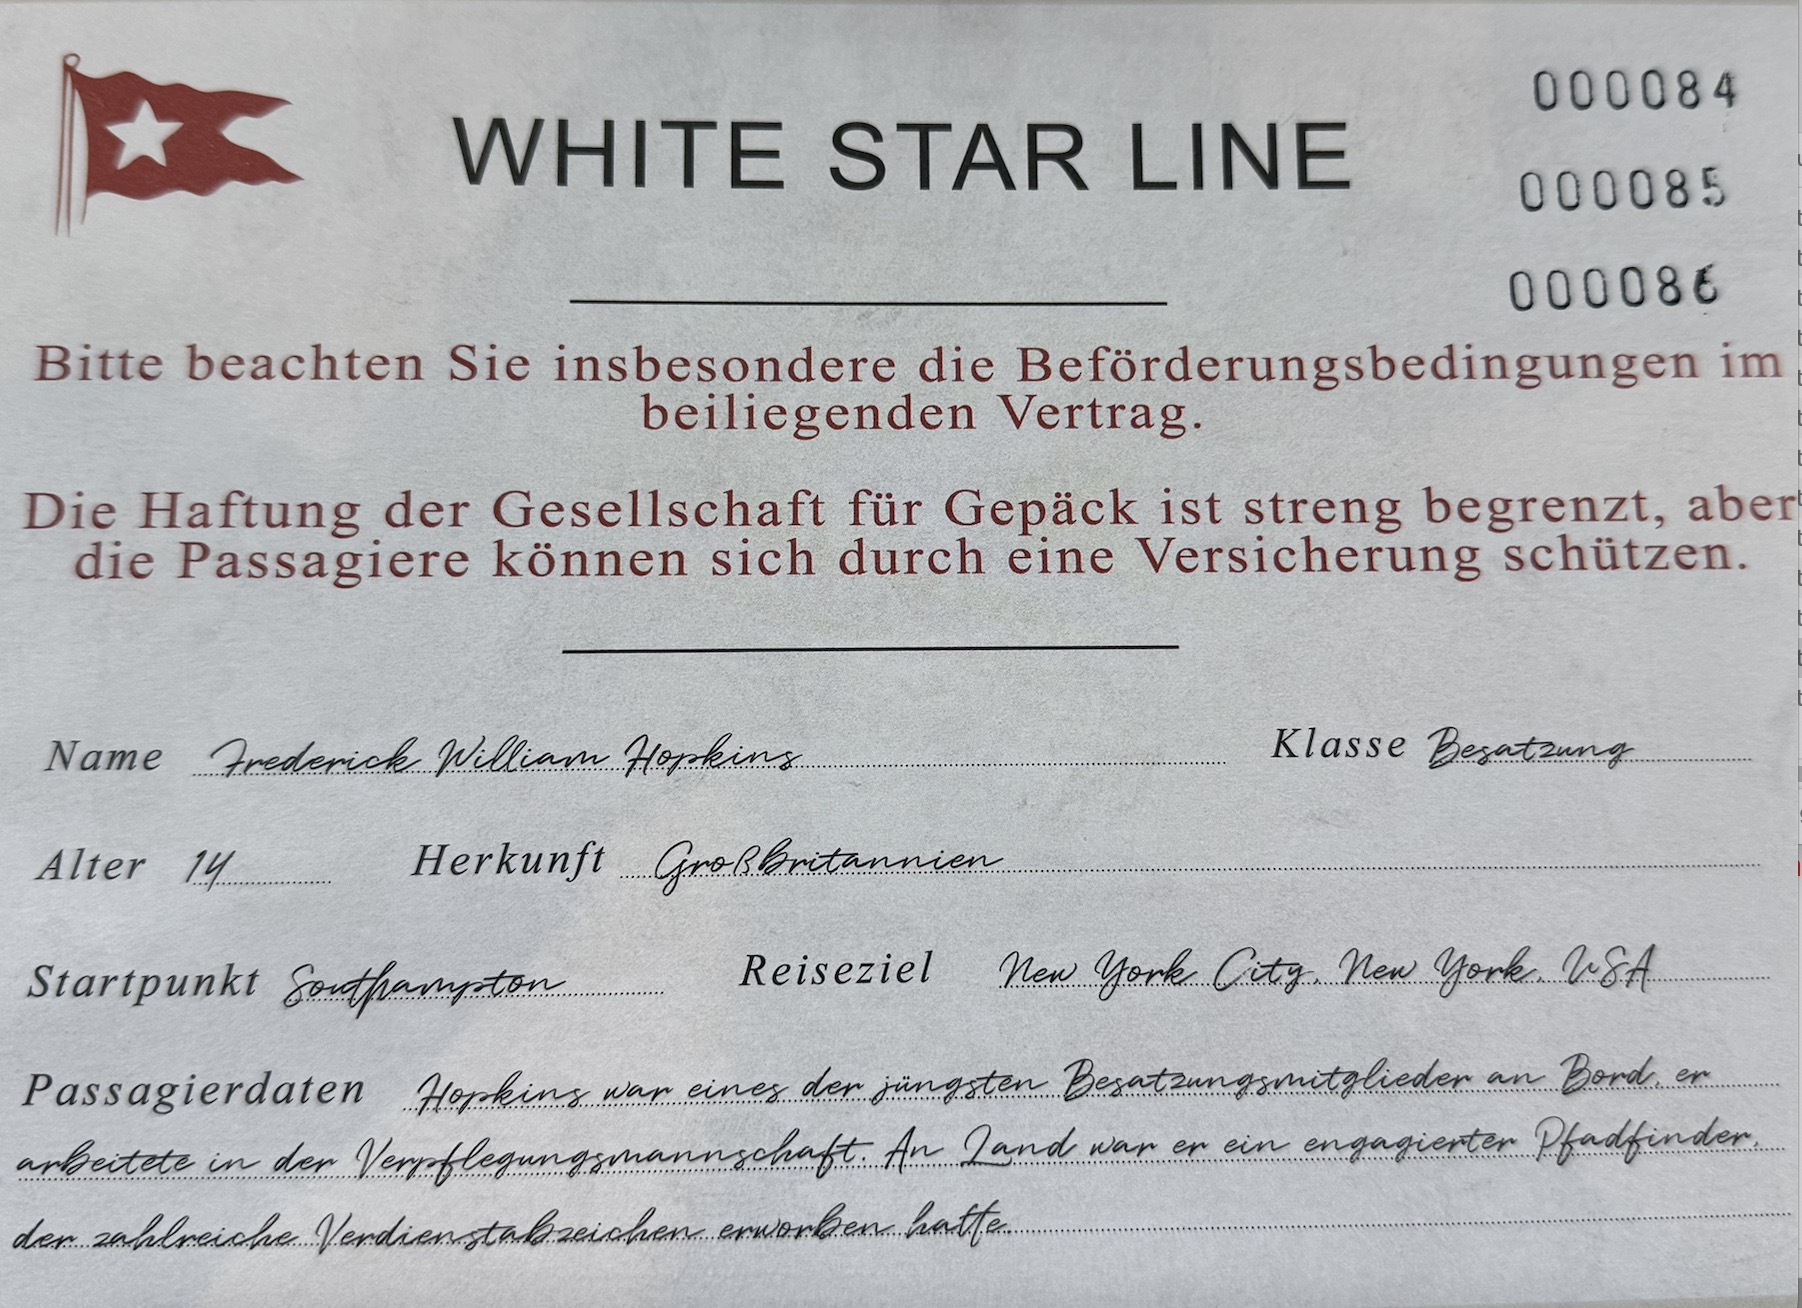 WHITE STAR LINE
000084
000085
000086
Bitte beachten Sie insbesondere die Beförderungsbedingungen im
beiliegenden Vertrag.
Die Haftung der Gesellschaft für Gepäck ist streng begrenzt, aber
die Passagiere können sich durch eine Versicherung schützen.
Name Frederick William Hopkins Klasse Besatzung
Alter 14 Herkunft Großbritannien
Startpunkt Southampton Reiseziel New York City, New York, USA
Passagierdaten Hopkins war eines der jüngsten Besatzungsmitglieder an Bord, er
arbeitete in der Verpflegungsmannschaft. An Land war er ein engagierter Pfadfinder,
der zahlreiche Verdienstabzeichen erworben hatte.